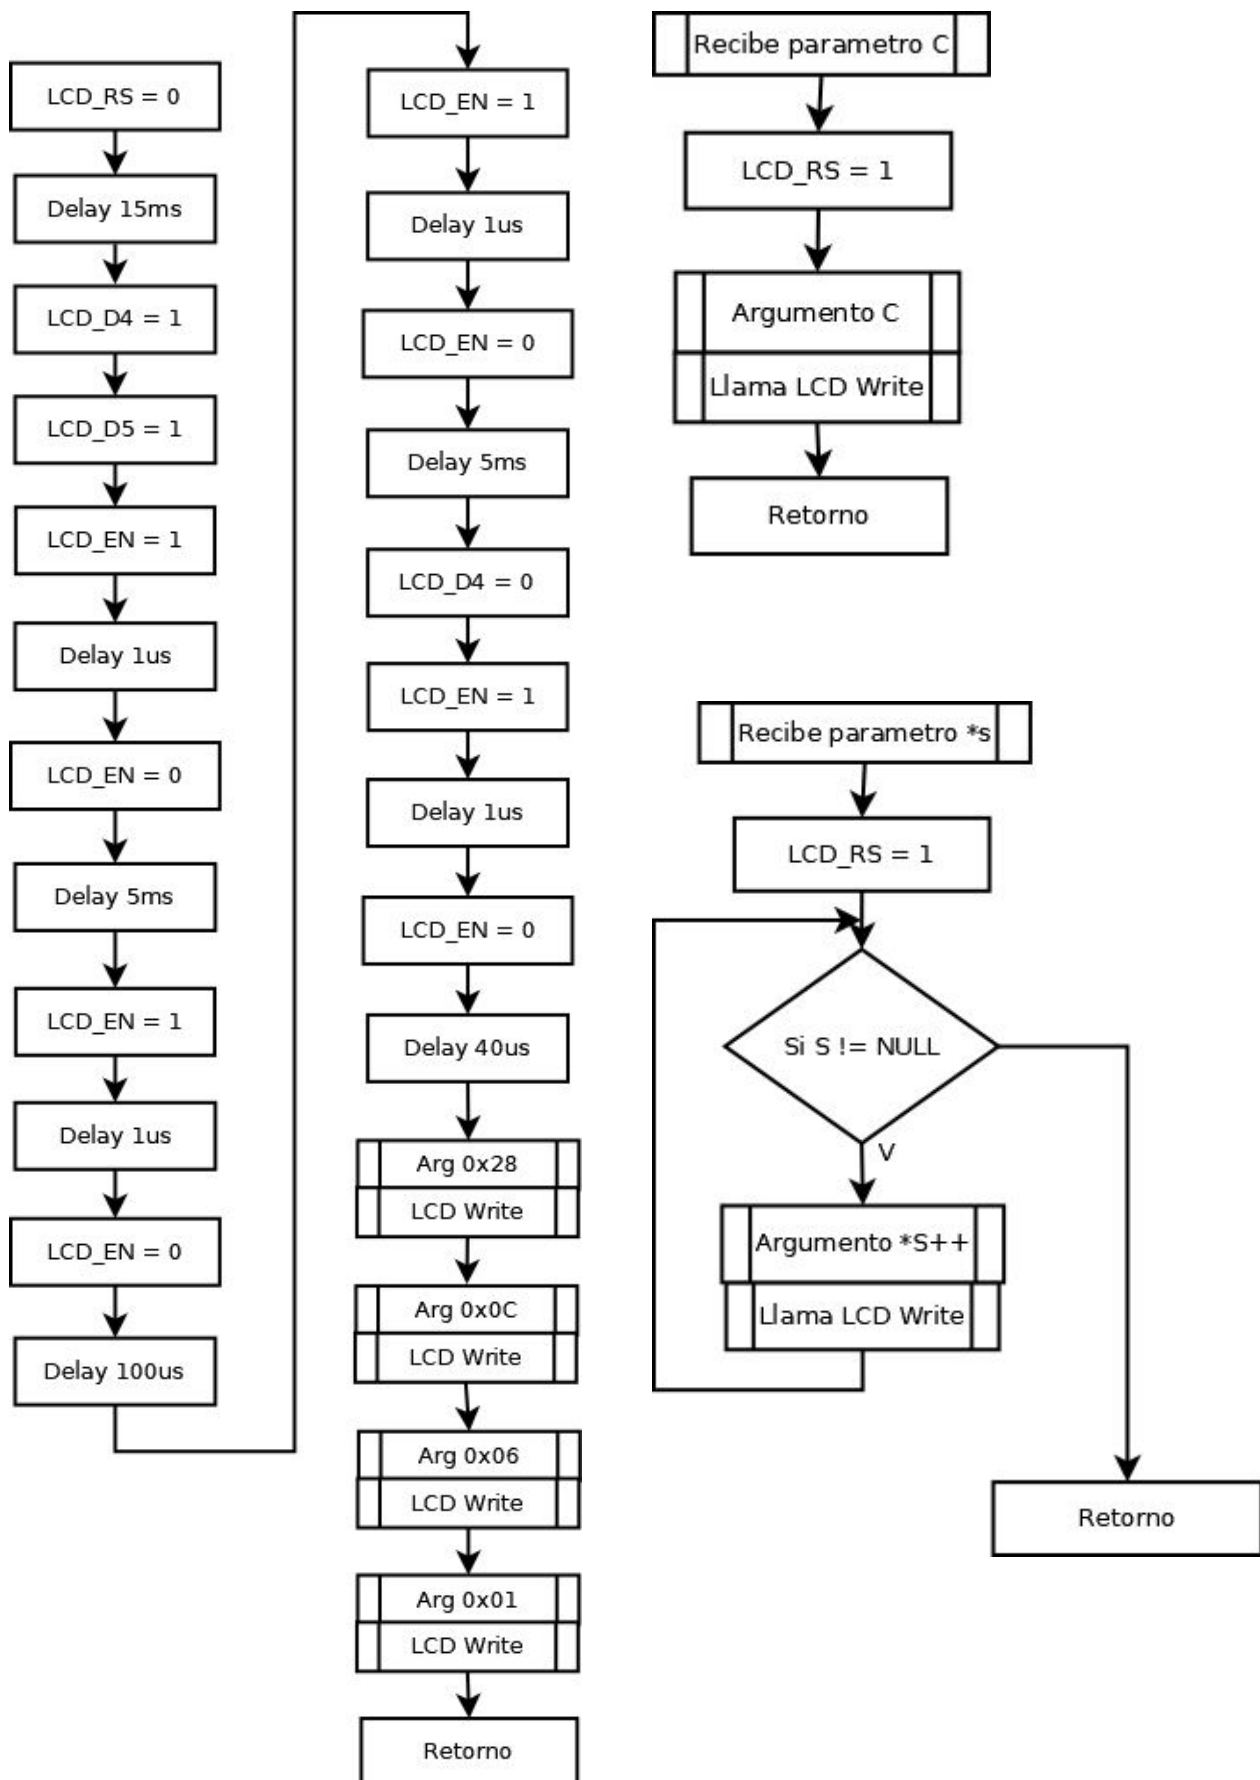 LCD_RS = 0
Delay 15ms
LCD_D4 = 1
LCD_D5 = 1
LCD_EN = 1
Delay 1us
LCD_EN = 0
Delay 5ms
LCD_EN = 1
Delay 1us
LCD_EN = 0
Delay 100us
LCD_EN = 1
Delay 1us
LCD_EN = 0
Delay 5ms
LCD_D4 = 0
LCD_EN = 1
Delay 1us
LCD_EN = 0
Delay 40us
Arg 0x28
LCD Write
Arg 0x0C
LCD Write
Arg 0x06
LCD Write
Arg 0x01
LCD Write
Retorno
Recibe parametro C
LCD_RS = 1
Argumento C
Llama LCD Write
Retorno
Recibe parametro *s
LCD_RS = 1
Si S != NULL
V
Argumento *S++
Llama LCD Write
Retorno